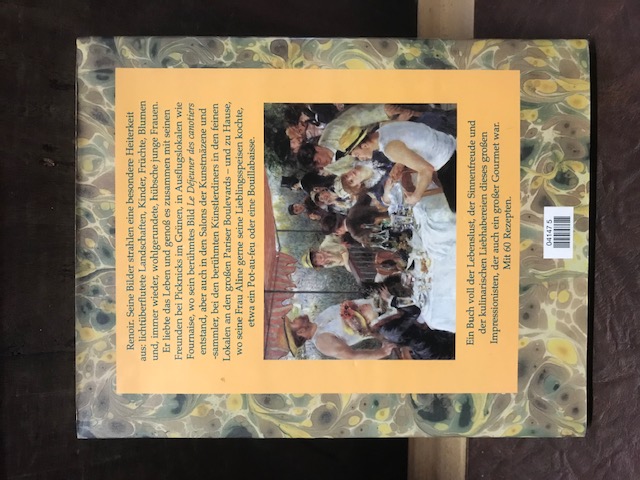 Renoir. Seine Bilder strahlen eine besondere Heiterkeit
aus: lichtüberflutete Landschaften, Kinder, Früchte, Blumen
und, immer wieder, wohlgerundete, hübsche junge Frauen.
Er liebte das Leben und genoß es zusammen mit seinen
Freunden bei Picknicks im Grünen, in Ausflugslokalen wie
Fournaise, wo sein berühmtes Bild Le Déjeuner des canotiers
entstand, aber auch in den Salons der Kunstmäzene und
-sammler, bei den berühmten Künstlerdiners in den feinen
Lokalen an den großen Pariser Boulevards – und zu Hause,
wo seiner Frau Aline gerne seine Lieblingsspeisen kochte,
etwa ein Pot-au-feu oder eine Bouillabaisse.
Ein Buch voll der Lebenslust, der Sinnenfreude und
der kulinarischen Liebhabereien dieses großen
Impressionisten, der auch ein großer Gourmet war.
Mit 60 Rezepten.
04147.5